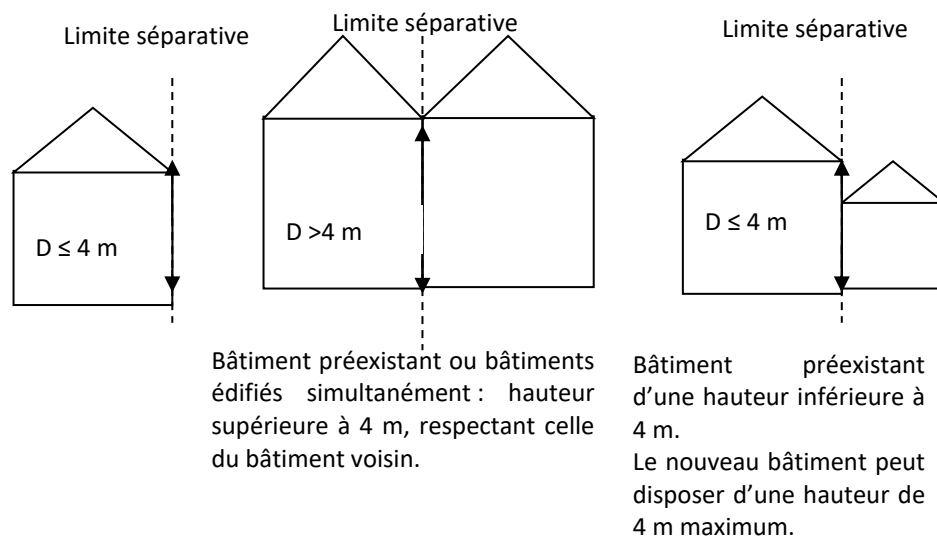 Limite séparative
Limite séparative
Limite séparative
D ≤ 4 m
D >4 m
D ≤ 4 m
Bâtiment préexistant ou bâtiments
édifiés simultanément : hauteur
supérieure à 4 m, respectant celle
du bâtiment voisin.
Bâtiment préexistant
d'une hauteur inférieure à
4 m.
Le nouveau bâtiment peut
disposer d'une hauteur de
4 m maximum.